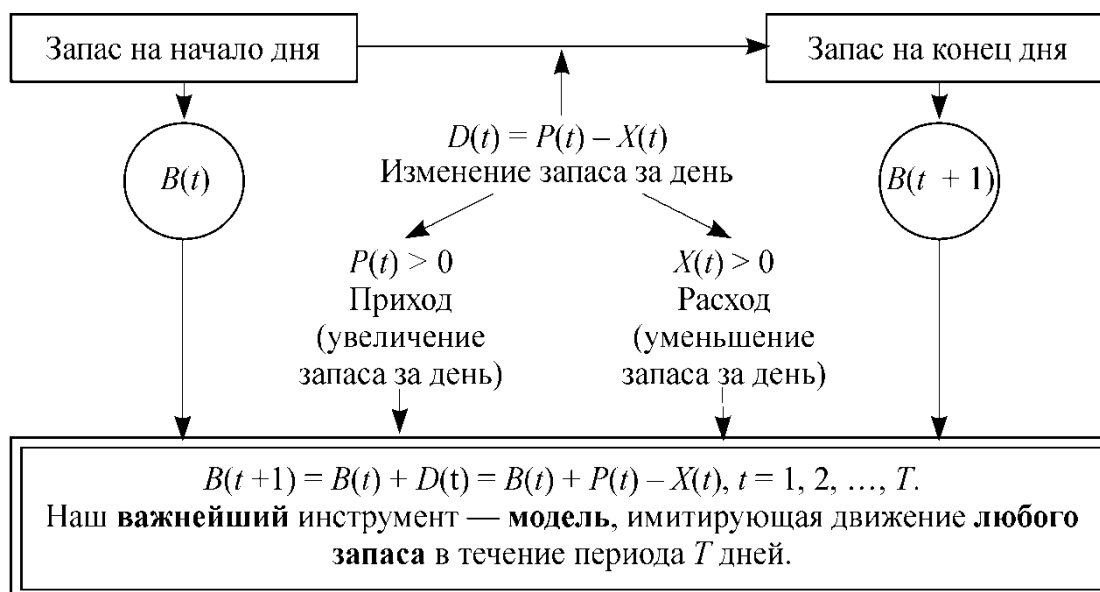 Запас на начало дня
Запас на конец дня
D(t) = P(t) – X(t)
Изменение запаса за день
B(t)
B(t + 1)
P(t) > 0
Приход
(увеличение
запаса за день)
X(t) > 0
Расход
(уменьшение
запаса за день)
B(t +1) = B(t) + D(t) = B(t) + P(t) – X(t), t = 1, 2, …, T.
Наш важнейший инструмент — модель, имитирующая движение любого
запаса в течение периода T дней.